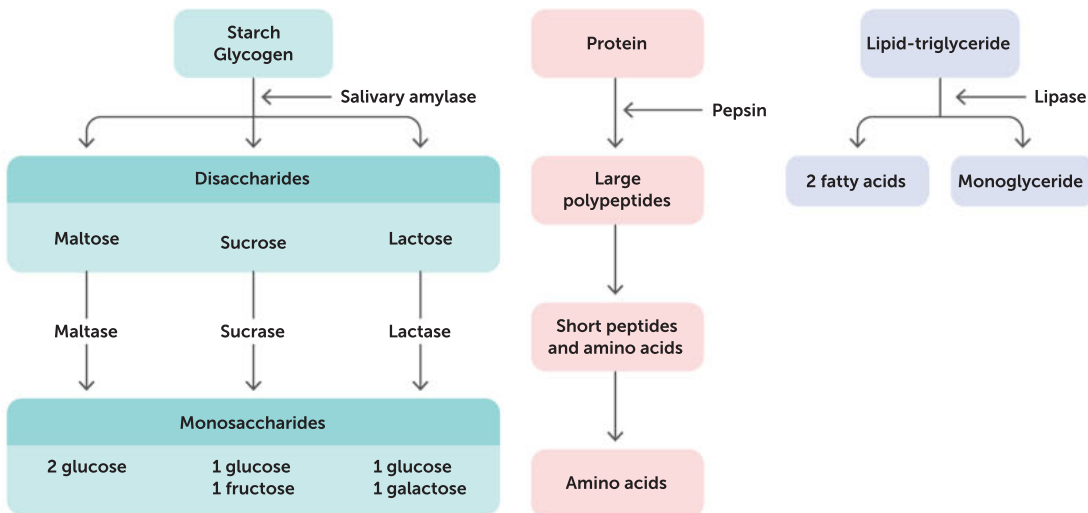 Starch
Glycogen
Salivary amylase
Disaccharides
Maltose
Sucrose
Lactose
Maltase
Sucrase
Lactase
Monosaccharides
2 glucose
1 glucose
1 fructose
1 glucose
1 galactose
Protein
Pepsin
Large
polypeptides
Short peptides
and amino acids
Amino acids
Lipid-triglyceride
Lipase
2 fatty acids
Monoglyceride